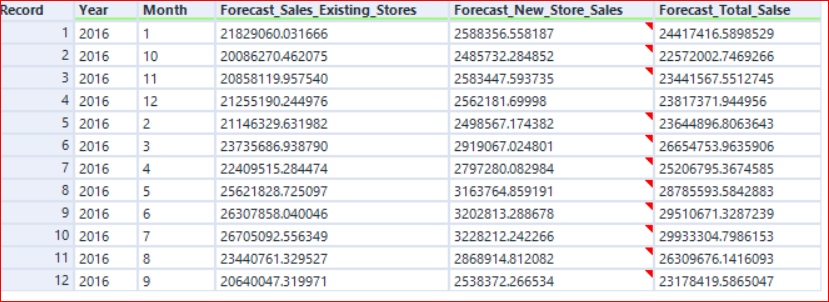 Record Year Month Forecast_Sales_Existing_Stores Forecast_New_Store_Sales Forecast_Total_Salse
1 2016 1 21829060.031666 2588356.558187 24417416.5898529
2 2016 10 20086270.462075 2485732.284852 22572002.7469266
3 2016 11 20858119.957540 2583447.593735 23441567.5512745
4 2016 12 21255190.244976 2562181.69998 23817371.944956
5 2016 2 21146329.631982 2498567.174382 23644896.8063643
6 2016 3 23735686.938790 2919067.024801 26654753.9635906
7 2016 4 22409515.284474 2797280.082984 25206795.3674585
8 2016 5 25621828.725097 3163764.859191 28785593.5842883
9 2016 6 26307858.040046 3202813.288678 29510671.3287239
10 2016 7 26705092.556349 3228212.242266 29933304.7986153
11 2016 8 23440761.329527 2868914.812082 26309676.1416093
12 2016 9 20640047.319971 2538372.266534 23178419.5865047